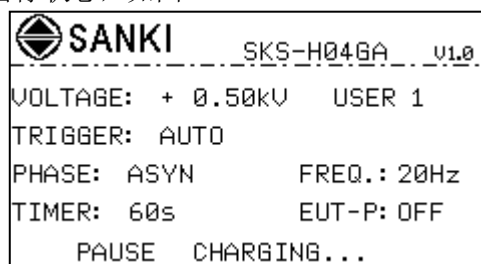 SANKI SKS-H04GA V1.0
VOLTAGE: + 0.50kV USER 1
TRIGGER: AUTO
PHASE: ASYN FREQ.: 20Hz
TIMER: 60s EUT-P: OFF
PAUSE CHARGING...